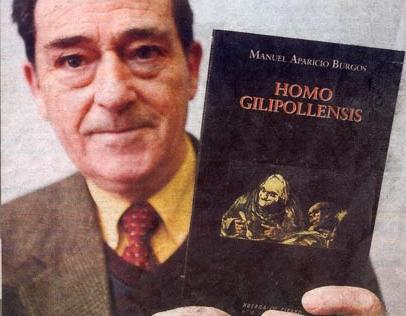 MANUEL APARICIO BURGOS
HOMO
GILIPOLLENSIS